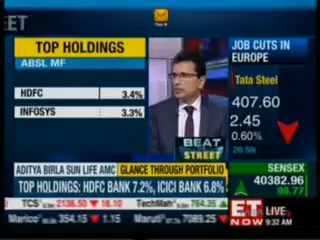 TOP HOLDINGS
ABSL MF
HDFC 3.4%
INFOSYS 3.3%
BEAT
STREET
JOB CUTS IN
EUROPE
Tata Steel
407.60
2.45
0.60%
ADITYA BIRLA SUN LIFE AMC GLANCE THROUGH PORTFOLIO
TOP HOLDINGS: HDFC BANK 7.2%, ICICI BANK 6.8%
SENSEX
40382.96
98.77
TCS 2136.50 16.10 TechMah 764.35
Marico 354.15 1.15 Maruti 7089.25
ET
NOW
LIVE
9:32 AM